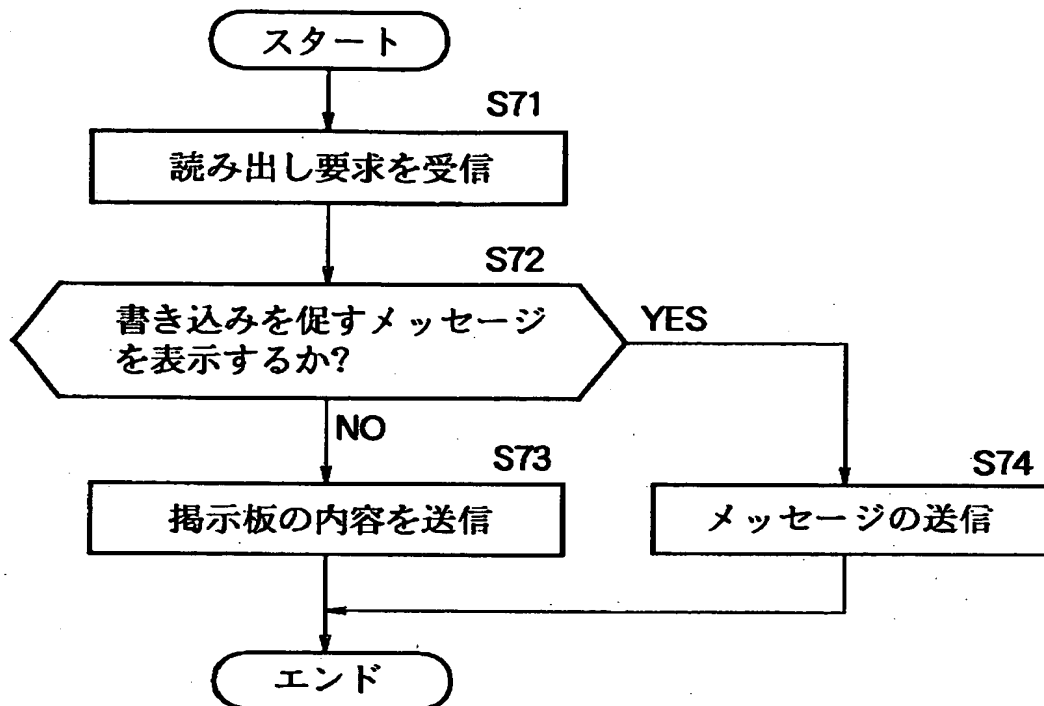 スタート
S71
読み出し要求を受信
S72
書き込みを促すメッセージ
を表示するか?
YES
NO
S73
掲示板の内容を送信
S74
メッセージの送信
エンド